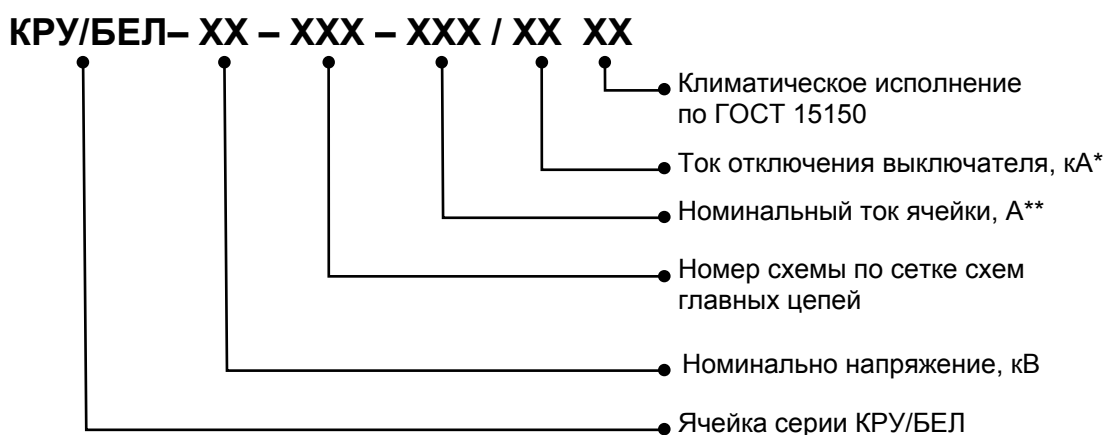 КРУ/БЕЛ– ХХ – ХХХ – ХХХ / ХХ ХХ
Климатическое исполнение
по ГОСТ 15150
Ток отключения выключателя, кА*
Номинальный ток ячейки, А**
Номер схемы по сетке схем
главных цепей
Номинально напряжение, кВ
Ячейка серии КРУ/БЕЛ